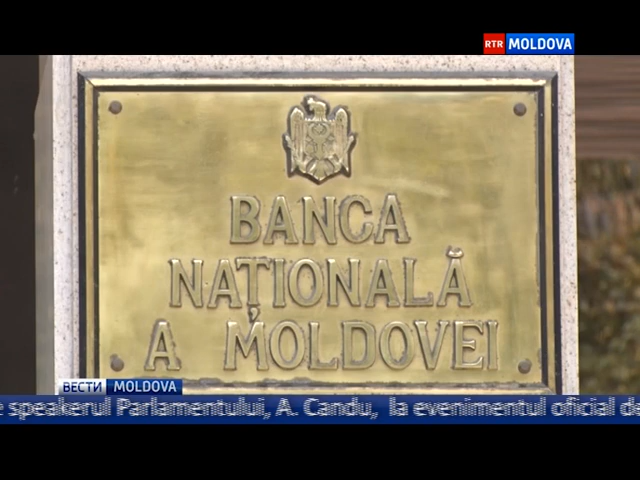 RTR MOLDOVA
BANCA
NAȚIONALĂ
A MOLDOVEI
ВЕСТИ MOLDOVA
speakerul Parlamentului, A. Candu, la evenimentul oficial de